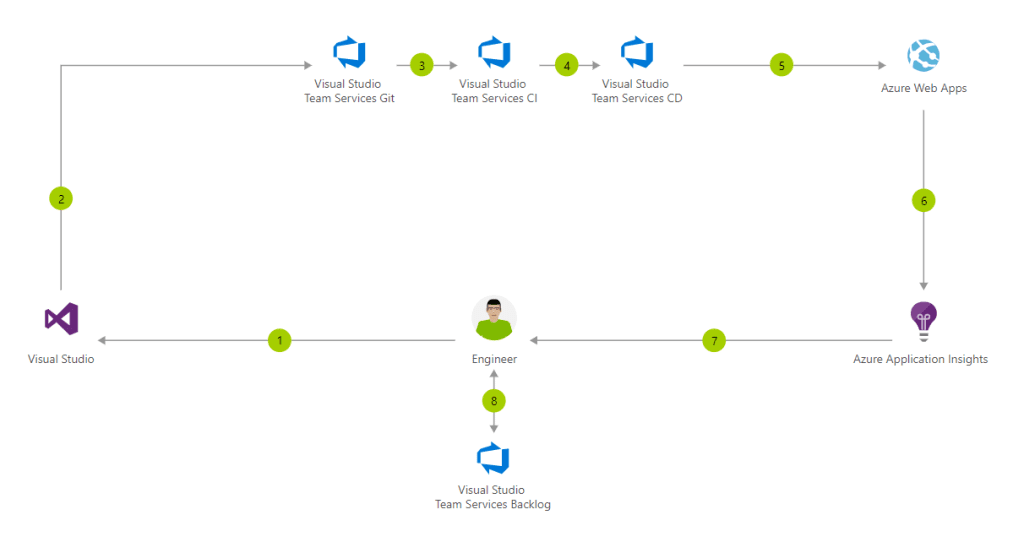 Visual Studio
Team Services Git
3
Visual Studio
Team Services CI
4
Visual Studio
Team Services CD
5
Azure Web Apps
2
6
Visual Studio
1
Engineer
7
Azure Application Insights
8
Visual Studio
Team Services Backlog